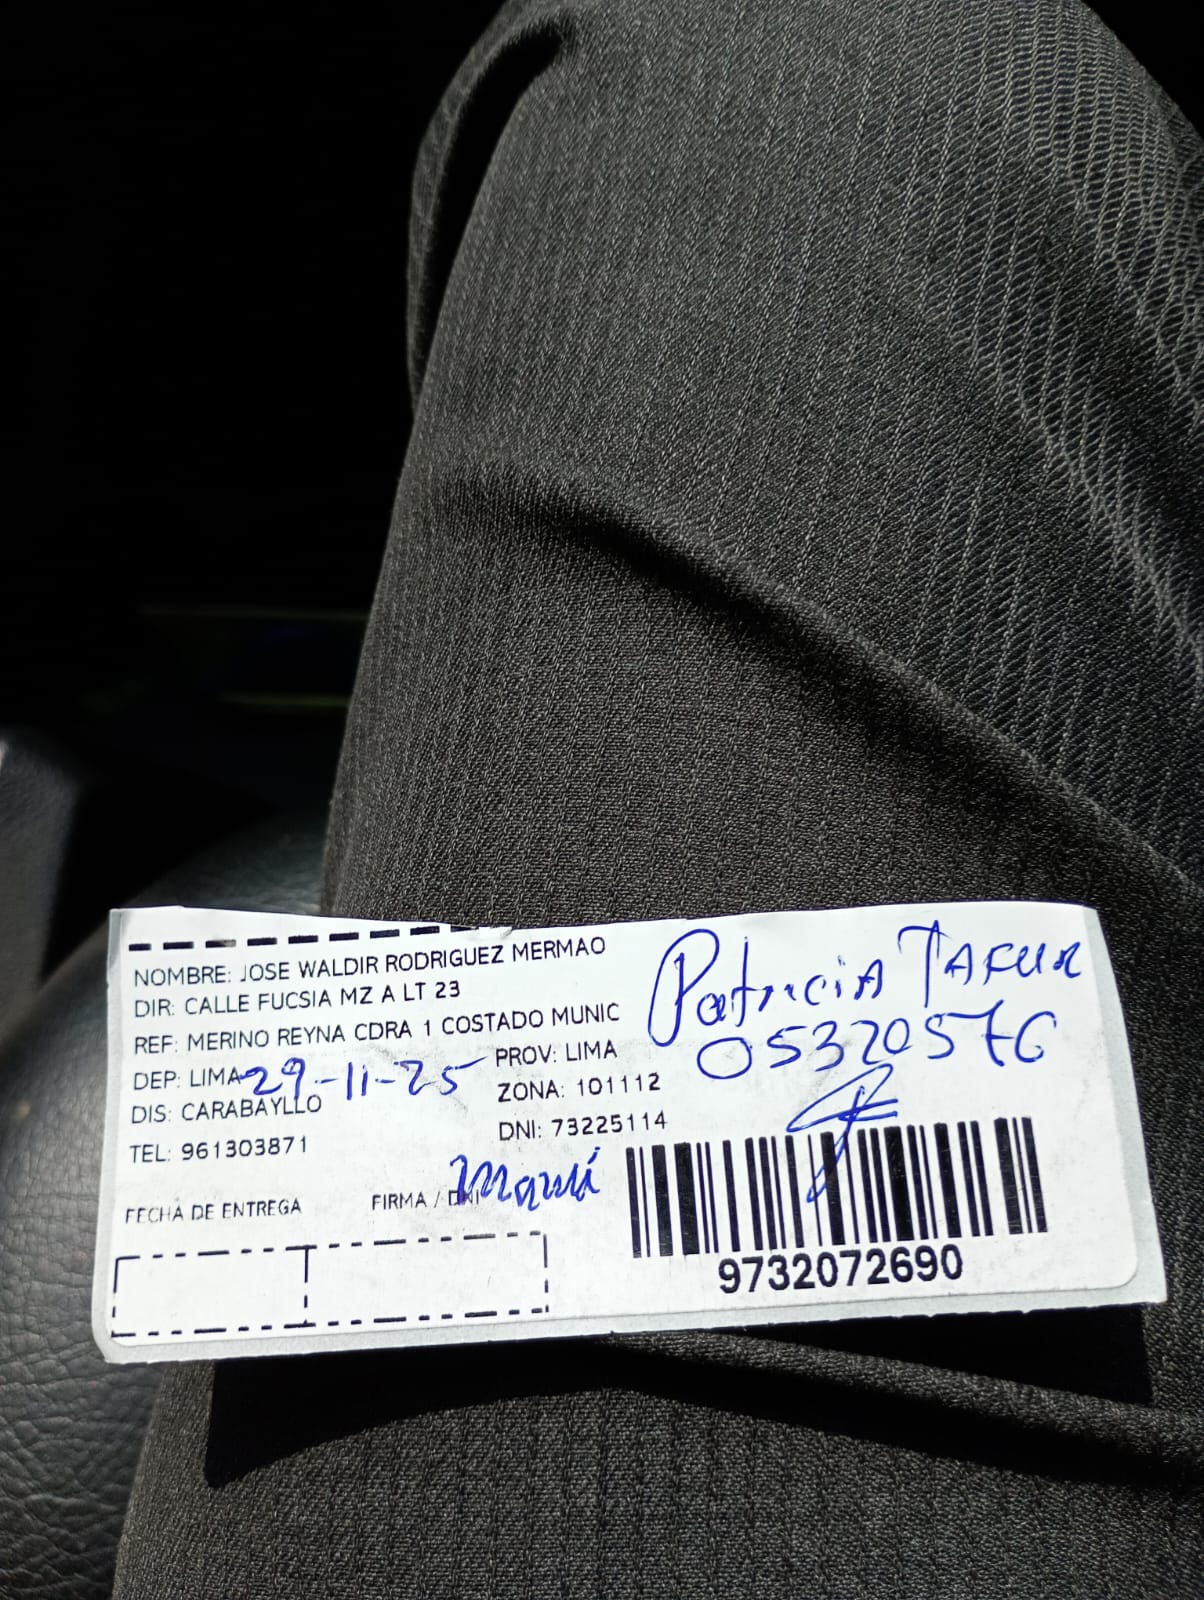 NOMBRE: JOSE WALDIR RODRIGUEZ MERMAO
DIR: CALLE FUCSIA MZ A LT 23
REF: MERINO REYNA CDRA 1 COSTADO MUNIC
DEP: LIMA 29-11-25 PROV: LIMA
DIS: CARABAYLLO ZONA: 101112
TEL: 961303871 DNI: 73225114
FECHA DE ENTREGA FIRMA / DNI
Patricia TAFUR
05320576
9732072690